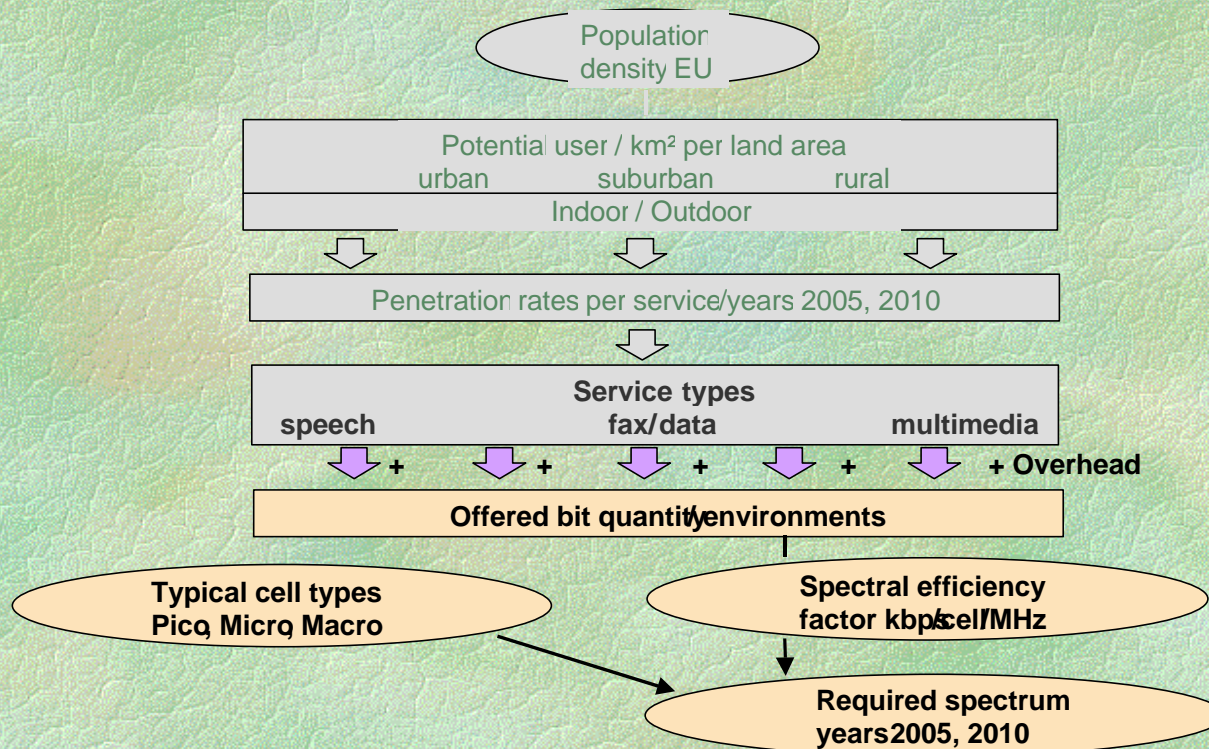 Population
density EU
Potential user / km² per land area
urban suburban rural
Indoor / Outdoor
Penetration rates per service/years 2005, 2010
Service types
speech fax/data multimedia
+ + + + + Overhead
Offered bit quantity/environments
Typical cell types
Pico, Micro, Macro
Spectral efficiency
factor kbps/cell/MHz
Required spectrum
years 2005, 2010